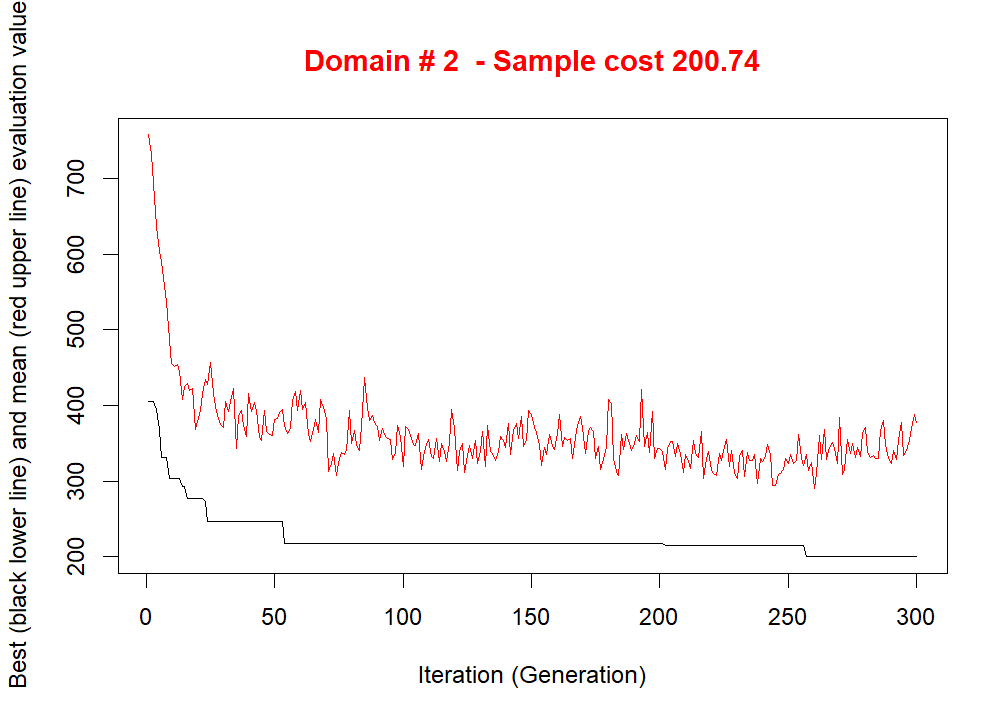 Domain # 2  - Sample cost 200.74
Best (black lower line) and mean (red upper line) evaluation value
700
600
500
400
300
200
0 50 100 150 200 250 300
Iteration (Generation)